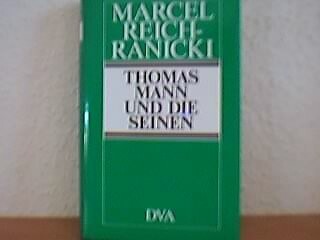 MARCEL
REICH-
RANICKI
THOMAS
MANN
UND DIE
SEINEN
DVA